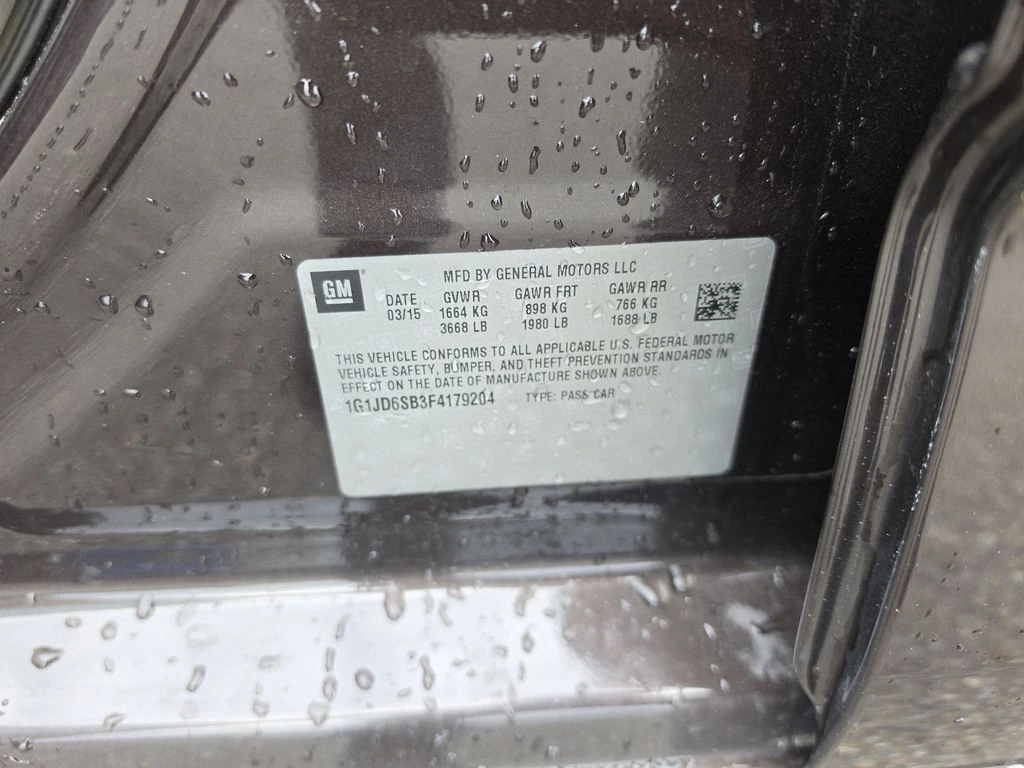 GM
MFD BY GENERAL MOTORS LLC
DATE GVWR GAWR FRT GAWR RR
03/15 1664 KG 898 KG 766 KG
3668 LB 1980 LB 1688 LB
THIS VEHICLE CONFORMS TO ALL APPLICABLE U.S. FEDERAL MOTOR
VEHICLE SAFETY, BUMPER, AND THEFT PREVENTION STANDARDS IN
EFFECT ON THE DATE OF MANUFACTURE SHOWN ABOVE.
1G1JD6SB3F4179204 TYPE: PASS CAR